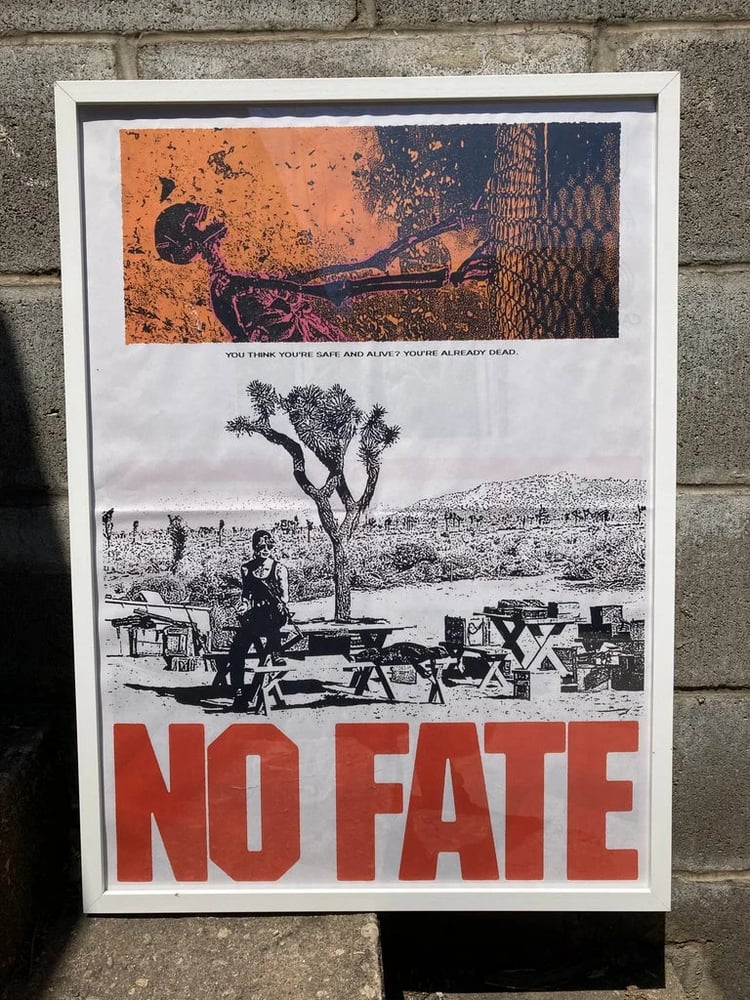 YOU THINK YOU'RE SAFE AND ALIVE? YOU'RE ALREADY DEAD.
NO FATE